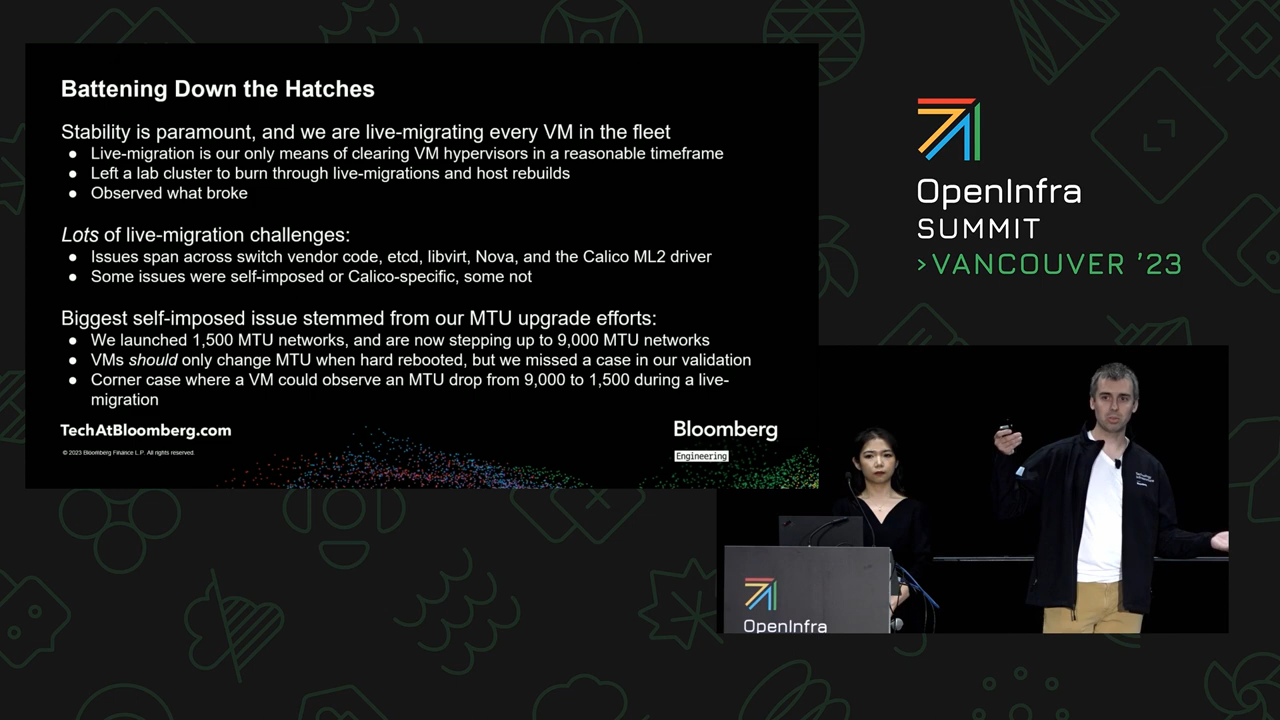 Battening Down the Hatches
Stability is paramount, and we are live-migrating every VM in the fleet
● Live-migration is our only means of clearing VM hypervisors in a reasonable timeframe
● Left a lab cluster to burn through live-migrations and host rebuilds
● Observed what broke
Lots of live-migration challenges:
● Issues span across switch vendor code, etcd, libvirt, Nova, and the Calico ML2 driver
● Some issues were self-imposed or Calico-specific, some not
Biggest self-imposed issue stemmed from our MTU upgrade efforts:
● We launched 1,500 MTU networks, and are now stepping up to 9,000 MTU networks
● VMs should only change MTU when hard rebooted, but we missed a case in our validation
● Corner case where a VM could observe an MTU drop from 9,000 to 1,500 during a live-
migration
TechAtBloomberg.com
© 2023 Bloomberg Finance L.P. All rights reserved.
Bloomberg
Engineering
OpenInfra
SUMMIT
>VANCOUVER '23
OpenInfra